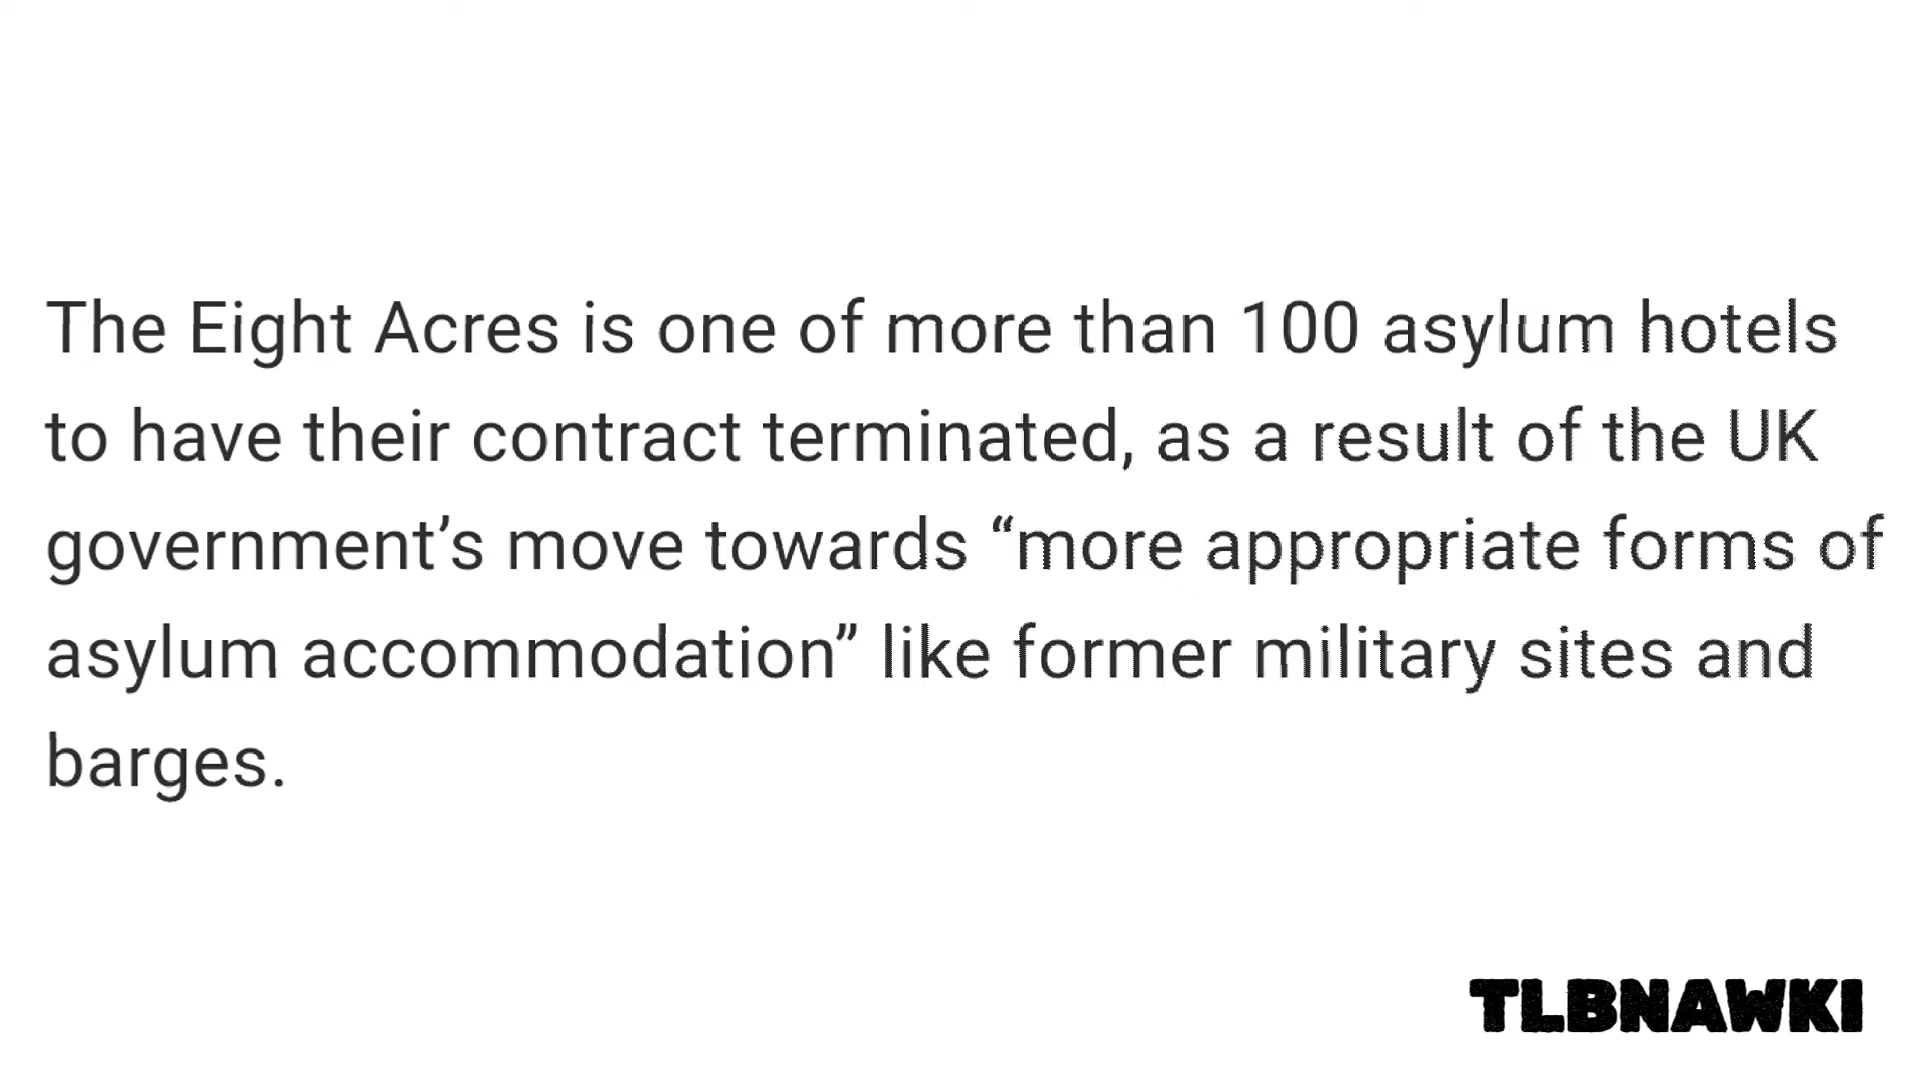 The Eight Acres is one of more than 100 asylum hotels
to have their contract terminated, as a result of the UK
government’s move towards “more appropriate forms of
asylum accommodation” like former military sites and
barges.
TLBNAWKI